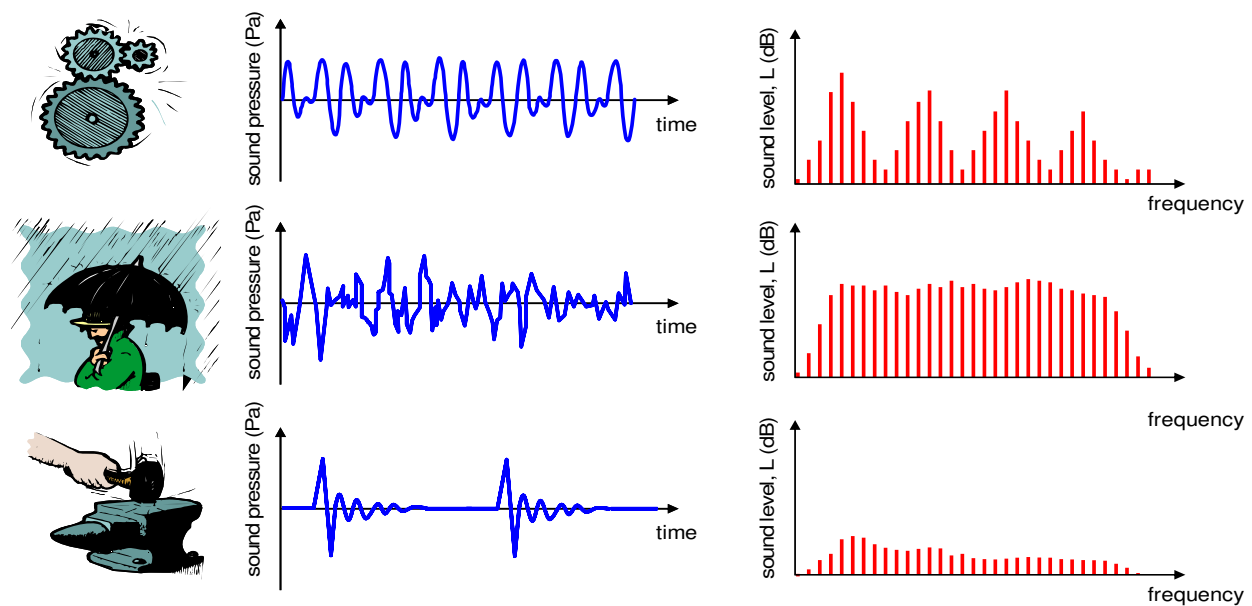 sound pressure (Pa)
time
sound level, L (dB)
frequency
sound pressure (Pa)
time
sound level, L (dB)
frequency
sound pressure (Pa)
time
sound level, L (dB)
frequency